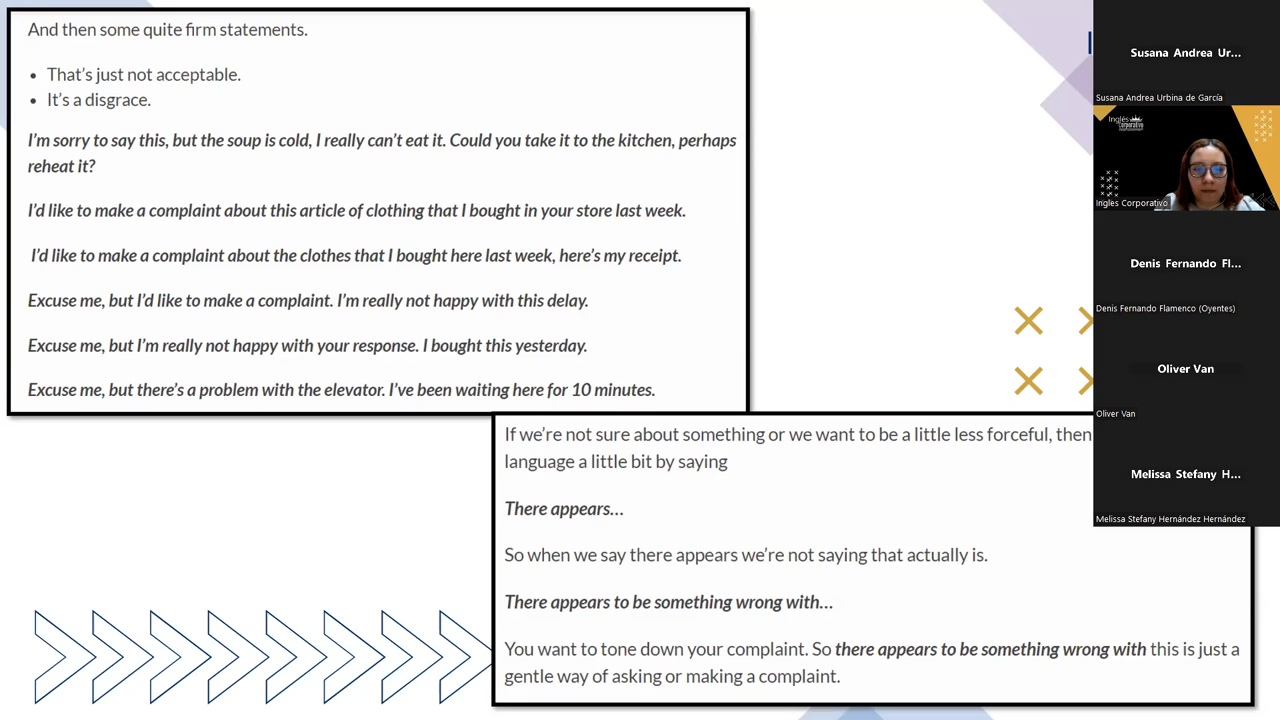 And then some quite firm statements.
• That's just not acceptable.
• It's a disgrace.
I'm sorry to say this, but the soup is cold, I really can't eat it. Could you take it to the kitchen, perhaps
reheat it?
I'd like to make a complaint about this article of clothing that I bought in your store last week.
I'd like to make a complaint about the clothes that I bought here last week, here's my receipt.
Excuse me, but I'd like to make a complaint. I'm really not happy with this delay.
Excuse me, but I'm really not happy with your response. I bought this yesterday.
Excuse me, but there's a problem with the elevator. I've been waiting here for 10 minutes.
If we're not sure about something or we want to be a little less forceful, then
language a little bit by saying
There appears...
So when we say there appears we're not saying that actually is.
There appears to be something wrong with...
You want to tone down your complaint. So there appears to be something wrong with this is just a
gentle way of asking or making a complaint.
Susana Andrea Ur...
Susana Andrea Urbina de García
Inglés
Corporativo
Ingles Corporativo
Denis Fernando Fl...
Denis Fernando Flamenco (Oyentes)
Oliver Van
Oliver Van
Melissa Stefany H...
Melissa Stefany Hernández Hernández